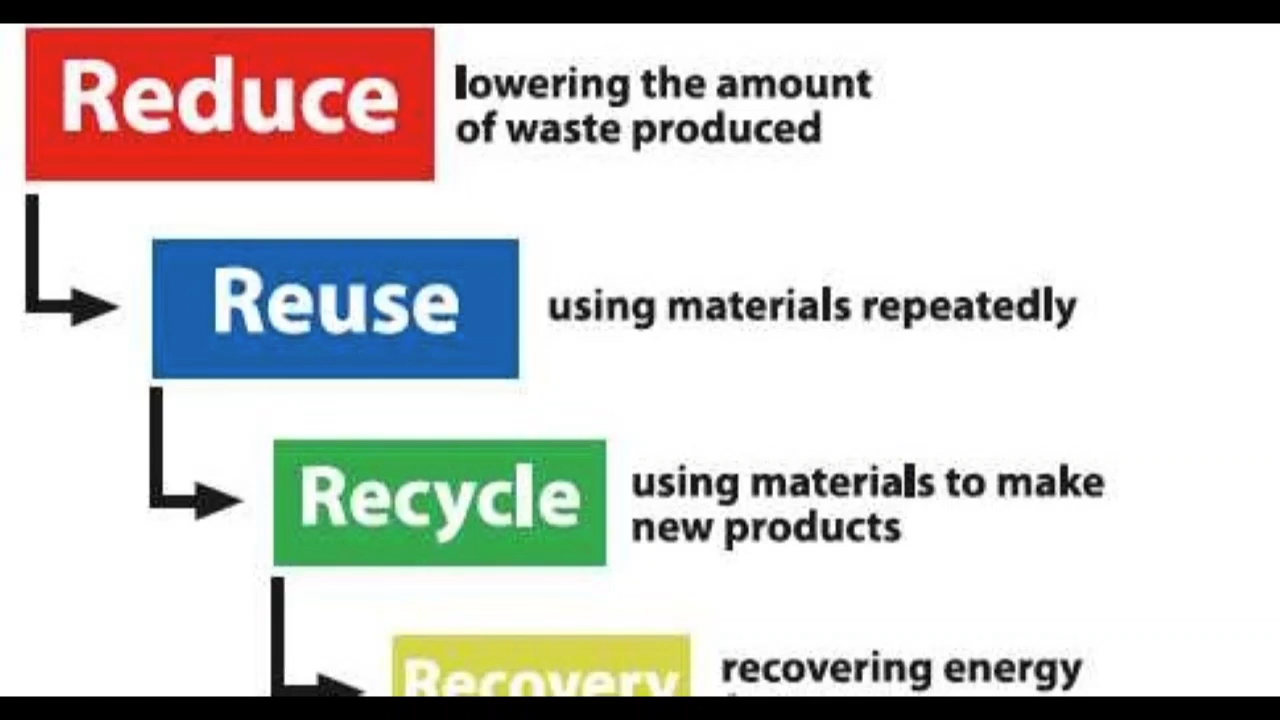 Reduce
lowering the amount
of waste produced
Reuse
using materials repeatedly
Recycle
using materials to make
new products
Recovery
recovering energy